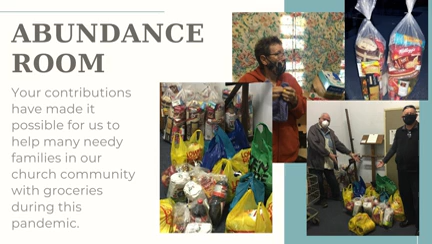 ABUNDANCE
ROOM
Your contributions
have made it
possible for us to
help many needy
families in our
church community
with groceries
during this
pandemic.